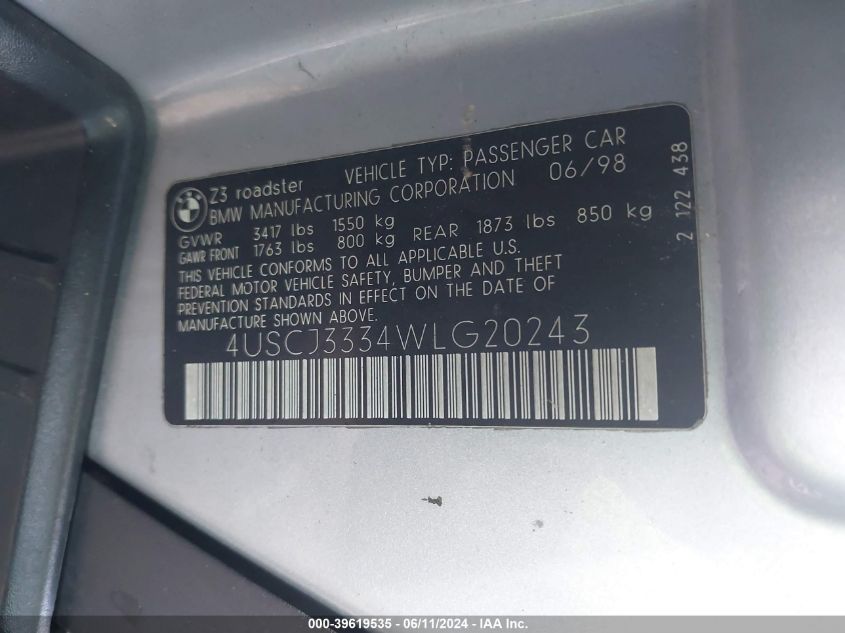 BMW
Z3 roadster VEHICLE TYP: PASSENGER CAR
BMW MANUFACTURING CORPORATION 06/98
GVWR 3417 lbs 1550 kg
GAWR FRONT 1763 lbs 800 kg REAR 1873 lbs 850 kg
THIS VEHICLE CONFORMS TO ALL APPLICABLE U.S.
FEDERAL MOTOR VEHICLE SAFETY, BUMPER AND THEFT
PREVENTION STANDARDS IN EFFECT ON THE DATE OF
MANUFACTURE SHOWN ABOVE.
4USCJ3334WLG20243
2 122 438
000-39619535 - 06/11/2024 - IAA Inc.